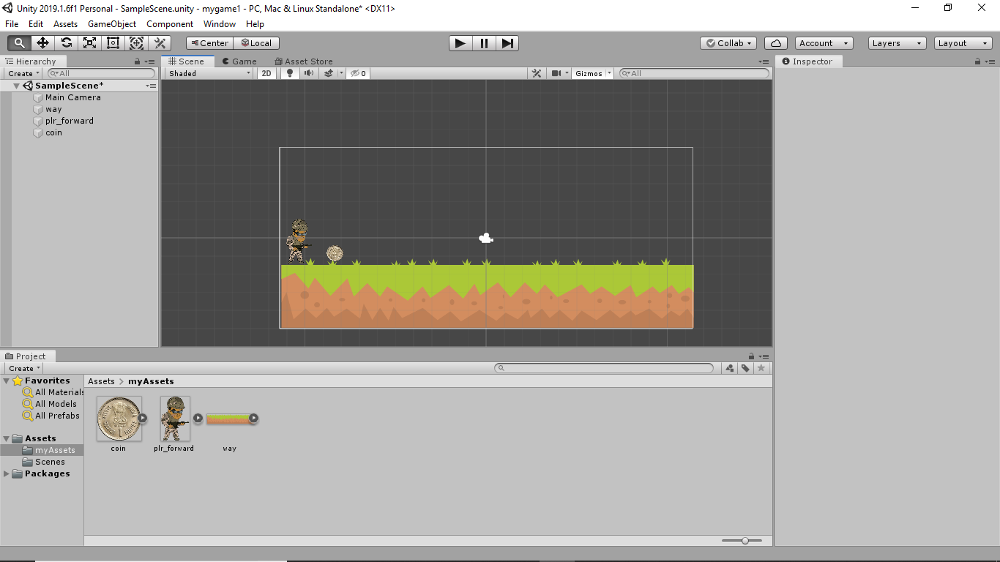 Unity 2019.1.6f1 Personal - SampleScene.unity - mygame1 - PC, Mac & Linux Standalone* <DX11>
File Edit Assets GameObject Component Window Help
Center Local Collab Account Layers Layout
Hierarchy Scene Game Asset Store Inspector
Create All Shaded 2D 0 Gizmos All
SampleScene*
Main Camera
way
plr_forward
coin
Project
Create
Favorites
All Materials
All Models
All Prefabs
Assets
myAssets
Scenes
Packages
Assets > myAssets
coin plr_forward way